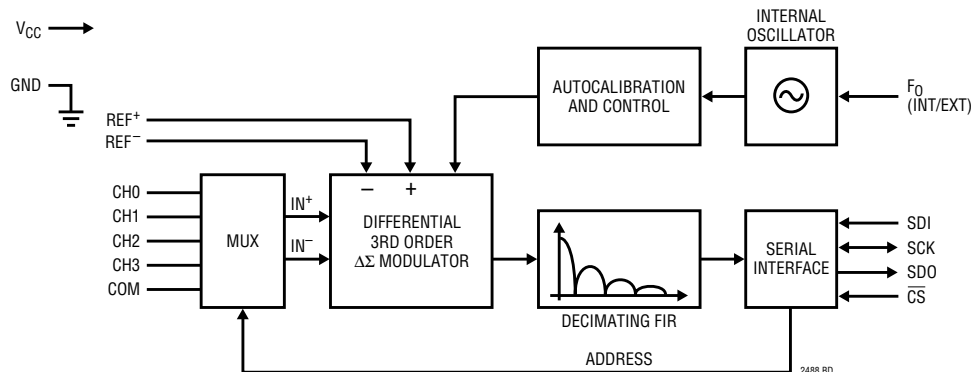 INTERNAL
OSCILLATOR
VCC
GND
AUTOCALIBRATION
AND CONTROL
FO
(INT/EXT)
REF+
REF–
CH0
CH1
CH2
CH3
COM
MUX
IN+
IN–
– +
DIFFERENTIAL
3RD ORDER
ΔΣ MODULATOR
DECIMATING FIR
SERIAL
INTERFACE
SDI
SCK
SDO
C̅S̅
ADDRESS
2488 BD